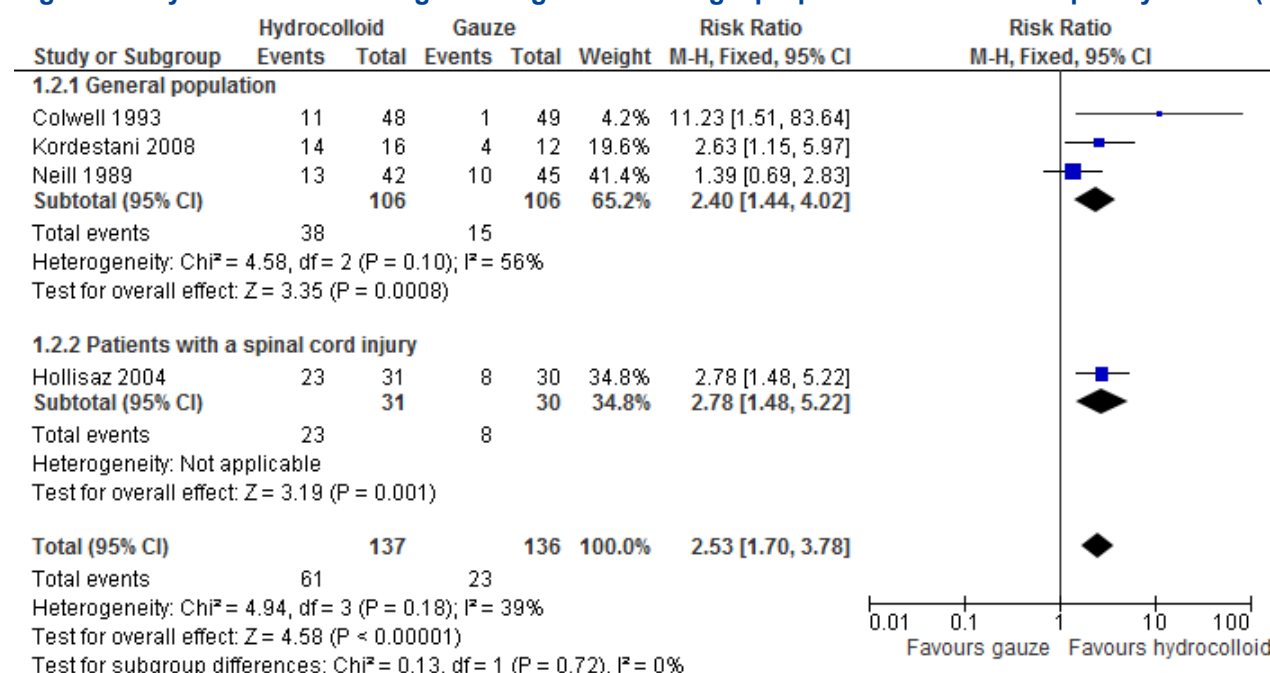 Hydrocolloid Gauze Risk Ratio Risk Ratio
Study or Subgroup Events Total Events Total Weight M-H, Fixed, 95% CI M-H, Fixed, 95% CI
1.2.1 General population
Colwell 1993 11 48 1 49 4.2% 11.23 [1.51, 83.64]
Kordestani 2008 14 16 4 12 19.6% 2.63 [1.15, 5.97]
Neill 1989 13 42 10 45 41.4% 1.39 [0.69, 2.83]
Subtotal (95% CI) 106 106 65.2% 2.40 [1.44, 4.02]
Total events 38 15
Heterogeneity: Chi² = 4.58, df = 2 (P = 0.10); I² = 56%
Test for overall effect: Z = 3.35 (P = 0.0008)
1.2.2 Patients with a spinal cord injury
Hollisaz 2004 23 31 8 30 34.8% 2.78 [1.48, 5.22]
Subtotal (95% CI) 31 30 34.8% 2.78 [1.48, 5.22]
Total events 23 8
Heterogeneity: Not applicable
Test for overall effect: Z = 3.19 (P = 0.001)
Total (95% CI) 137 136 100.0% 2.53 [1.70, 3.78]
Total events 61 23
Heterogeneity: Chi² = 4.94, df = 3 (P = 0.18); I² = 39%
Test for overall effect: Z = 4.58 (P < 0.00001)
Test for subgroup differences: Chi² = 0.13, df = 1 (P = 0.72), I² = 0%
0.01 0.1 1 10 100
Favours gauze Favours hydrocolloid